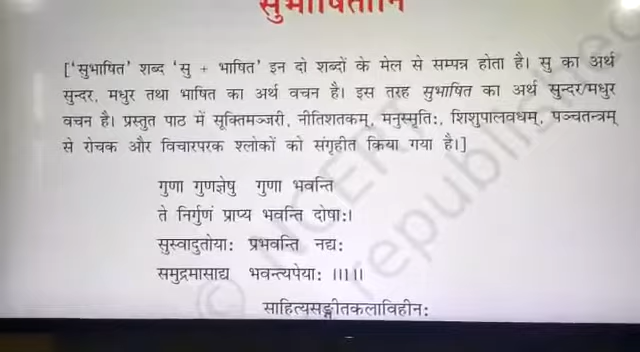 सुभाषितानि
['सुभाषित' शब्द 'सु + भाषित' इन दो शब्दों के मेल से सम्पन्न होता है। सु का अर्थ
सुन्दर, मधुर तथा भाषित का अर्थ वचन है। इस तरह सुभाषित का अर्थ सुन्दर/मधुर
वचन है। प्रस्तुत पाठ में सूक्तिमञ्जरी, नीतिशतकम्, मनुस्मृतिः, शिशुपालवधम्, पञ्चतन्त्रम्
से रोचक और विचारपरक श्लोकों को संगृहीत किया गया है।]
गुणा गुणज्ञेषु गुणा भवन्ति
ते निर्गुणं प्राप्य भवन्ति दोषाः।
सुस्वादुतोयाः प्रभवन्ति नद्यः
समुद्रमासाद्य भवन्त्यपेयाः ॥1॥
साहित्यसङ्गीतकलाविहीनः
© NCERT
republished